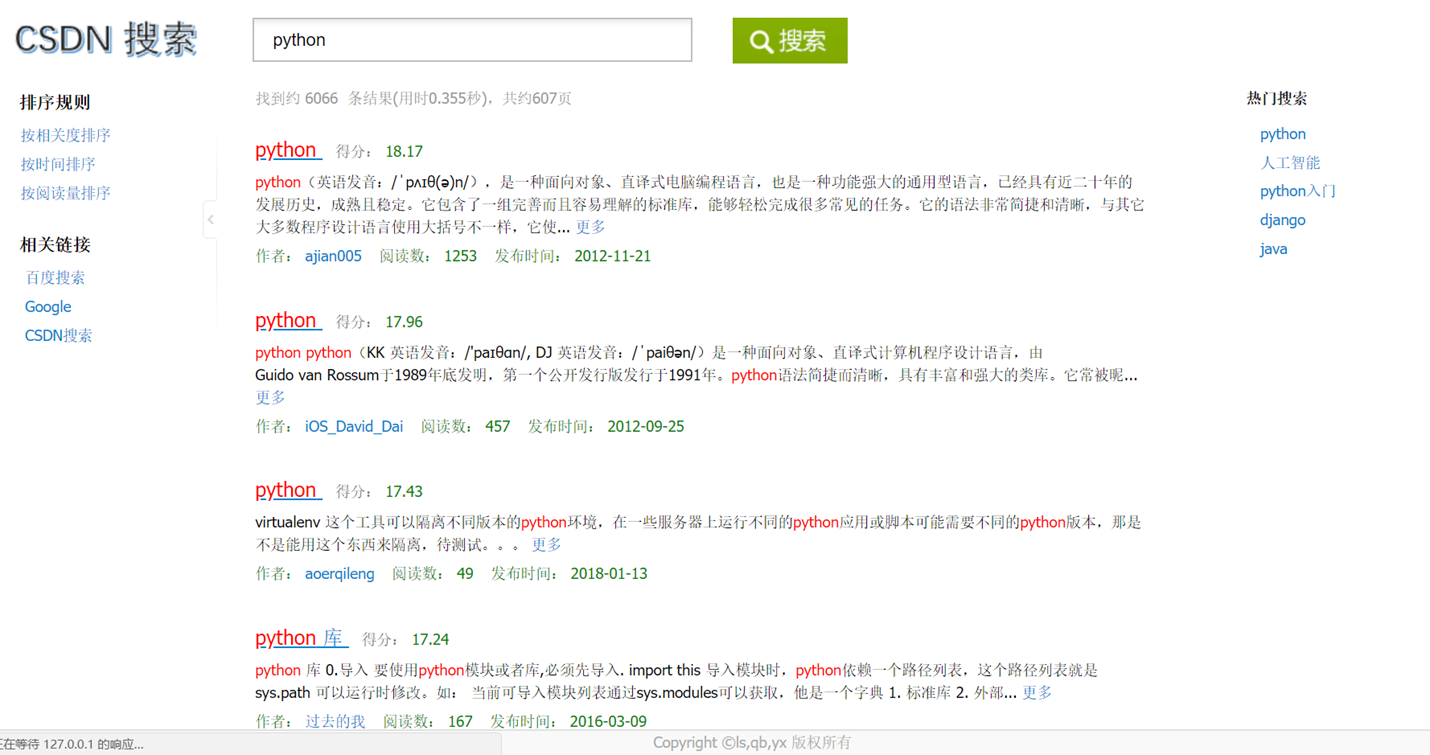 CSDN 搜索
python
搜索
排序规则
按相关度排序
按时间排序
按阅读量排序
相关链接
百度搜索
Google
CSDN搜索
找到约 6066 条结果(用时0.355秒)，共约607页
python 得分： 18.17
python（英语发音：/ˈpʌɪθ(ə)n/），是一种面向对象、直译式电脑编程语言，也是一种功能强大的通用型语言，已经具有近二十年的
发展历史，成熟且稳定。它包含了一组完善而且容易理解的标准库，能够轻松完成很多常见的任务。它的语法非常简捷和清晰，与其它
大多数程序设计语言使用大括号不一样，它使... 更多
作者： ajian005 阅读数： 1253 发布时间： 2012-11-21
python 得分： 17.96
python python（KK 英语发音：/'paɪθɑn/, DJ 英语发音：/ˈpaiθən/）是一种面向对象、直译式计算机程序设计语言，由
Guido van Rossum于1989年底发明，第一个公开发行版发行于1991年。python语法简捷而清晰，具有丰富和强大的类库。它常被昵...
更多
作者： iOS_David_Dai 阅读数： 457 发布时间： 2012-09-25
python 得分： 17.43
virtualenv 这个工具可以隔离不同版本的python环境，在一些服务器上运行不同的python应用或脚本可能需要不同的python版本，那是
不是能用这个东西来隔离，待测试。。。 更多
作者： aoerqileng 阅读数： 49 发布时间： 2018-01-13
python 库 得分： 17.24
python 库 0.导入 要使用python模块或者库,必须先导入. import this 导入模块时，python依赖一个路径列表，这个路径列表就是
sys.path 可以运行时修改。如： 当前可导入模块列表通过sys.modules可以获取，他是一个字典 1. 标准库 2. 外部... 更多
作者： 过去的我 阅读数： 167 发布时间： 2016-03-09
热门搜索
python
人工智能
python入门
django
java
在等待 127.0.0.1 的响应...
Copyright ©ls,qb,yx 版权所有